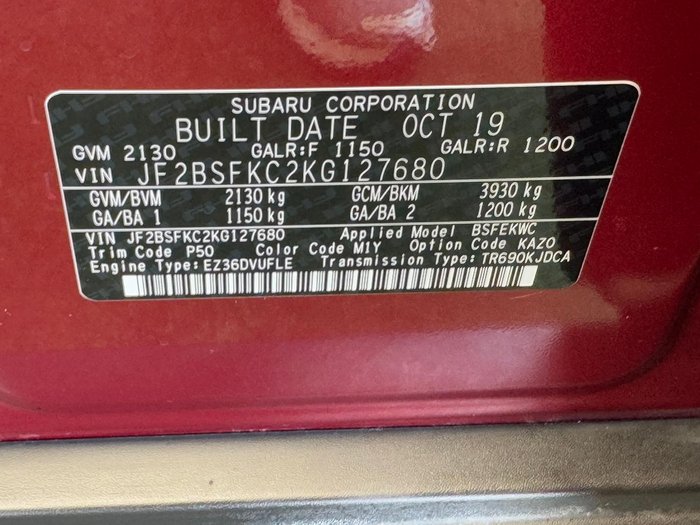 SUBARU CORPORATION
BUILT DATE OCT 19
GVM 2130 GALR:F 1150 GALR:R 1200
VIN JF2BSFKC2KG127680
GVM/BVM 2130 kg GCM/BKM 3930 kg
GA/BA 1 1150 kg GA/BA 2 1200 kg
VIN JF2BSFKC2KG127680 Applied Model BSFEKWC
Trim Code P50 Color Code M1Y Option Code KAZO
Engine Type: EZ36DVUFLE Transmission Type: TR690KJDCA